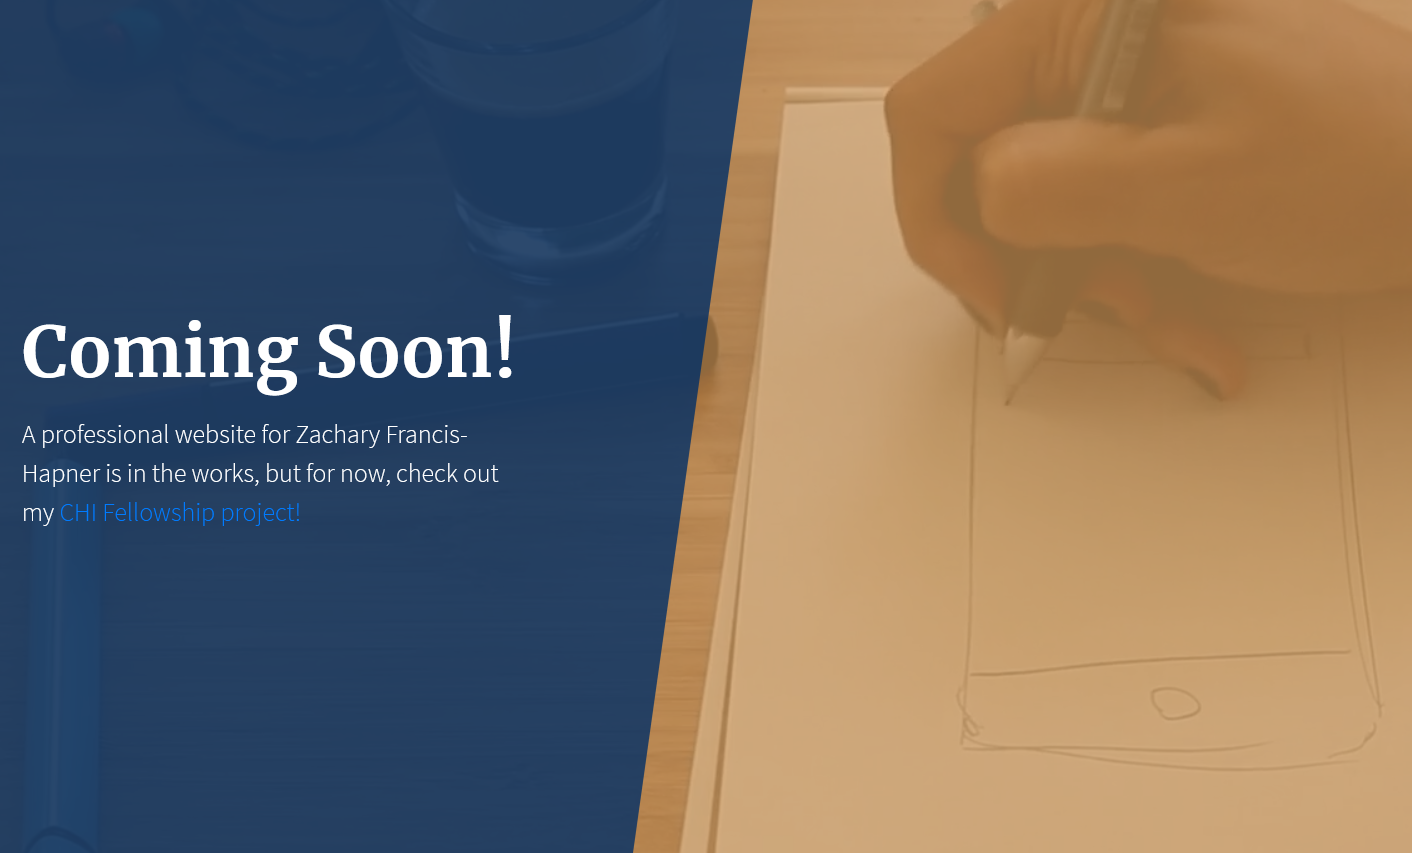 Coming Soon!
A professional website for Zachary Francis-
Hapner is in the works, but for now, check out
my CHI Fellowship project!